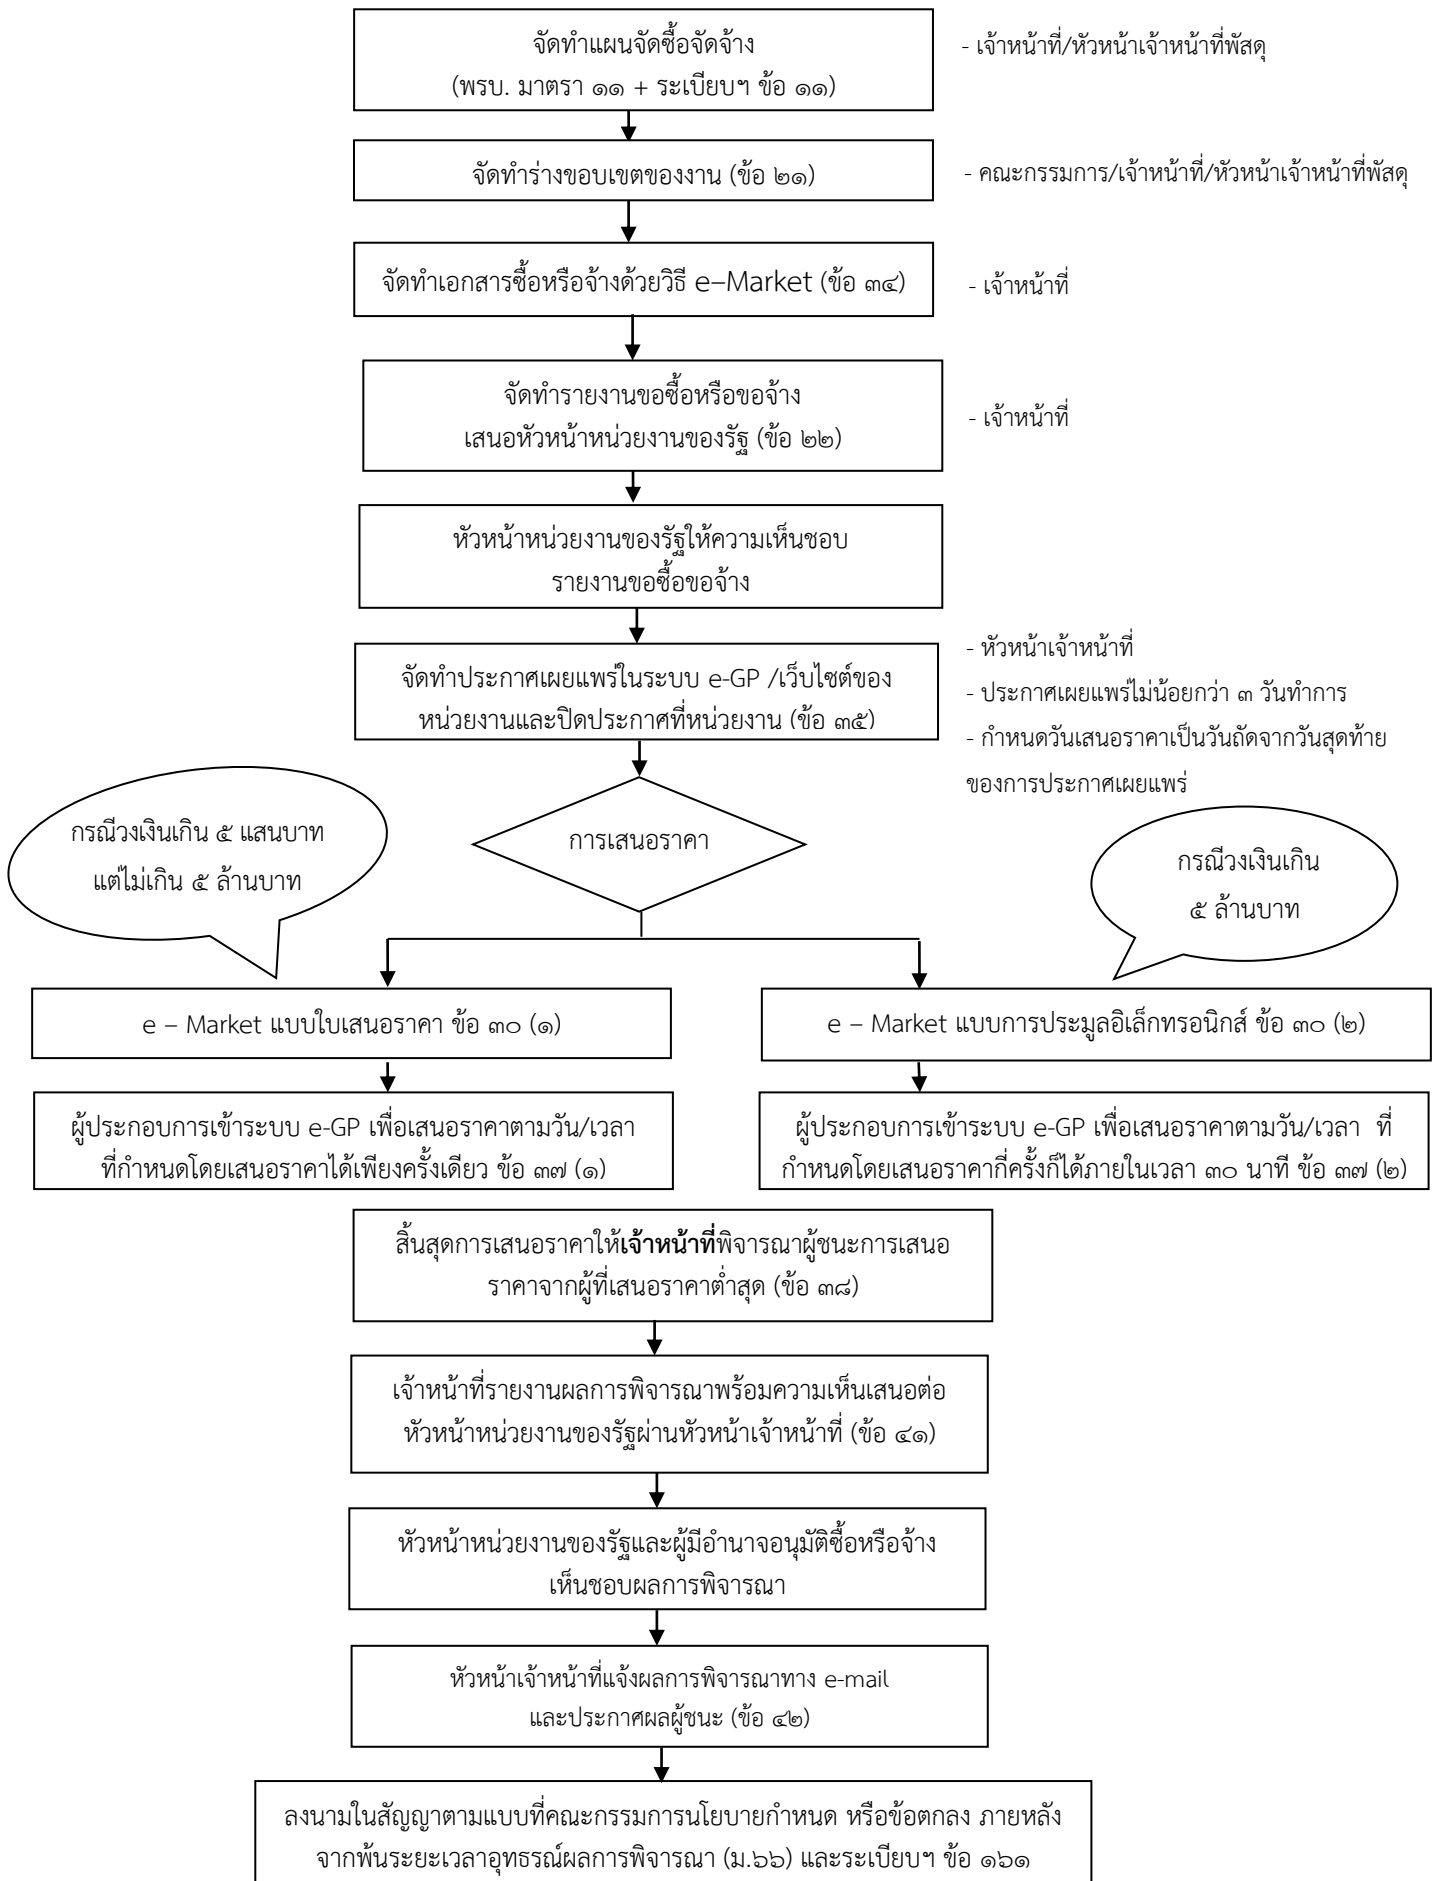 จัดทำแผนจัดซื้อจัดจ้าง
(พรบ. มาตรา ๑๑ + ระเบียบฯ ข้อ ๑๑)
- เจ้าหน้าที่/หัวหน้าเจ้าหน้าที่พัสดุ
จัดทำร่างขอบเขตของงาน (ข้อ ๒๑)
- คณะกรรมการ/เจ้าหน้าที่/หัวหน้าเจ้าหน้าที่พัสดุ
จัดทำเอกสารซื้อหรือจ้างด้วยวิธี e–Market (ข้อ ๓๔)
- เจ้าหน้าที่
จัดทำรายงานขอซื้อหรือขอจ้าง
เสนอหัวหน้าหน่วยงานของรัฐ (ข้อ ๒๒)
- เจ้าหน้าที่
หัวหน้าหน่วยงานของรัฐให้ความเห็นชอบ
รายงานขอซื้อขอจ้าง
จัดทำประกาศเผยแพร่ในระบบ e-GP /เว็บไซต์ของ
หน่วยงานและปิดประกาศที่หน่วยงาน (ข้อ ๓๕)
- หัวหน้าเจ้าหน้าที่
- ประกาศเผยแพร่ไม่น้อยกว่า ๓ วันทำการ
- กำหนดวันเสนอราคาเป็นวันถัดจากวันสุดท้าย
ของการประกาศเผยแพร่
กรณีวงเงินเกิน ๕ แสนบาท
แต่ไม่เกิน ๕ ล้านบาท
การเสนอราคา
กรณีวงเงินเกิน
๕ ล้านบาท
e – Market แบบใบเสนอราคา ข้อ ๓๐ (๑)
e – Market แบบการประมูลอิเล็กทรอนิกส์ ข้อ ๓๐ (๒)
ผู้ประกอบการเข้าระบบ e-GP เพื่อเสนอราคาตามวัน/เวลา
ที่กำหนดโดยเสนอราคาได้เพียงครั้งเดียว ข้อ ๓๗ (๑)
ผู้ประกอบการเข้าระบบ e-GP เพื่อเสนอราคาตามวัน/เวลา ที่
กำหนดโดยเสนอราคากี่ครั้งก็ได้ภายในเวลา ๓๐ นาที ข้อ ๓๗ (๒)
สิ้นสุดการเสนอราคาให้เจ้าหน้าที่พิจารณาผู้ชนะการเสนอ
ราคาจากผู้ที่เสนอราคาต่ำสุด (ข้อ ๓๘)
เจ้าหน้าที่รายงานผลการพิจารณาพร้อมความเห็นเสนอต่อ
หัวหน้าหน่วยงานของรัฐผ่านหัวหน้าเจ้าหน้าที่ (ข้อ ๔๑)
หัวหน้าหน่วยงานของรัฐและผู้มีอำนาจอนุมัติซื้อหรือจ้าง
เห็นชอบผลการพิจารณา
หัวหน้าเจ้าหน้าที่แจ้งผลการพิจารณาทาง e-mail
และประกาศผลผู้ชนะ (ข้อ ๔๒)
ลงนามในสัญญาตามแบบที่คณะกรรมการนโยบายกำหนด หรือข้อตกลง ภายหลัง
จากพ้นระยะเวลาอุทธรณ์ผลการพิจารณา (ม.๖๖) และระเบียบฯ ข้อ ๑๖๑